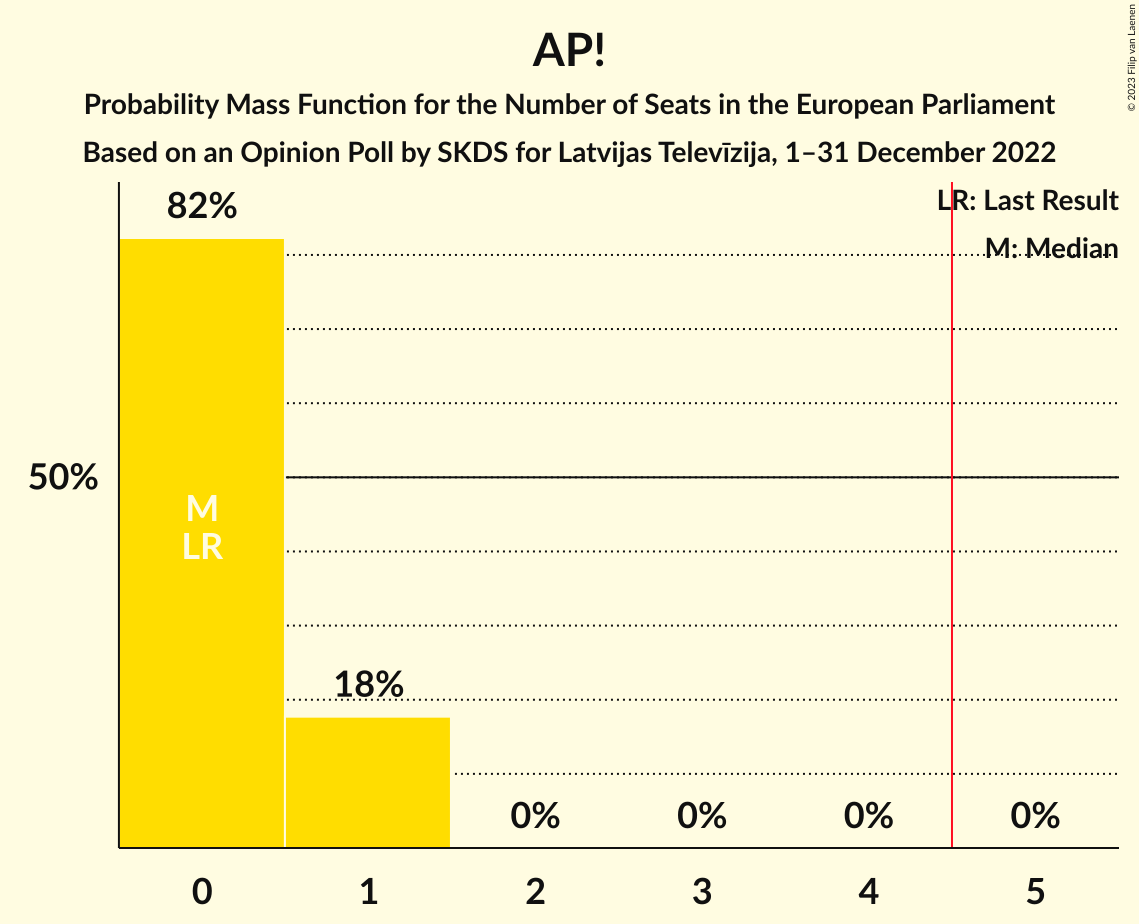 AP!
Probability Mass Function for the Number of Seats in the European Parliament
Based on an Opinion Poll by SKDS for Latvijas Televīzija, 1–31 December 2022
© 2023 Filip van Laenen
LR: Last Result
M: Median
82%
50%
M
LR
18%
0%
0%
0%
0%
0
1
2
3
4
5